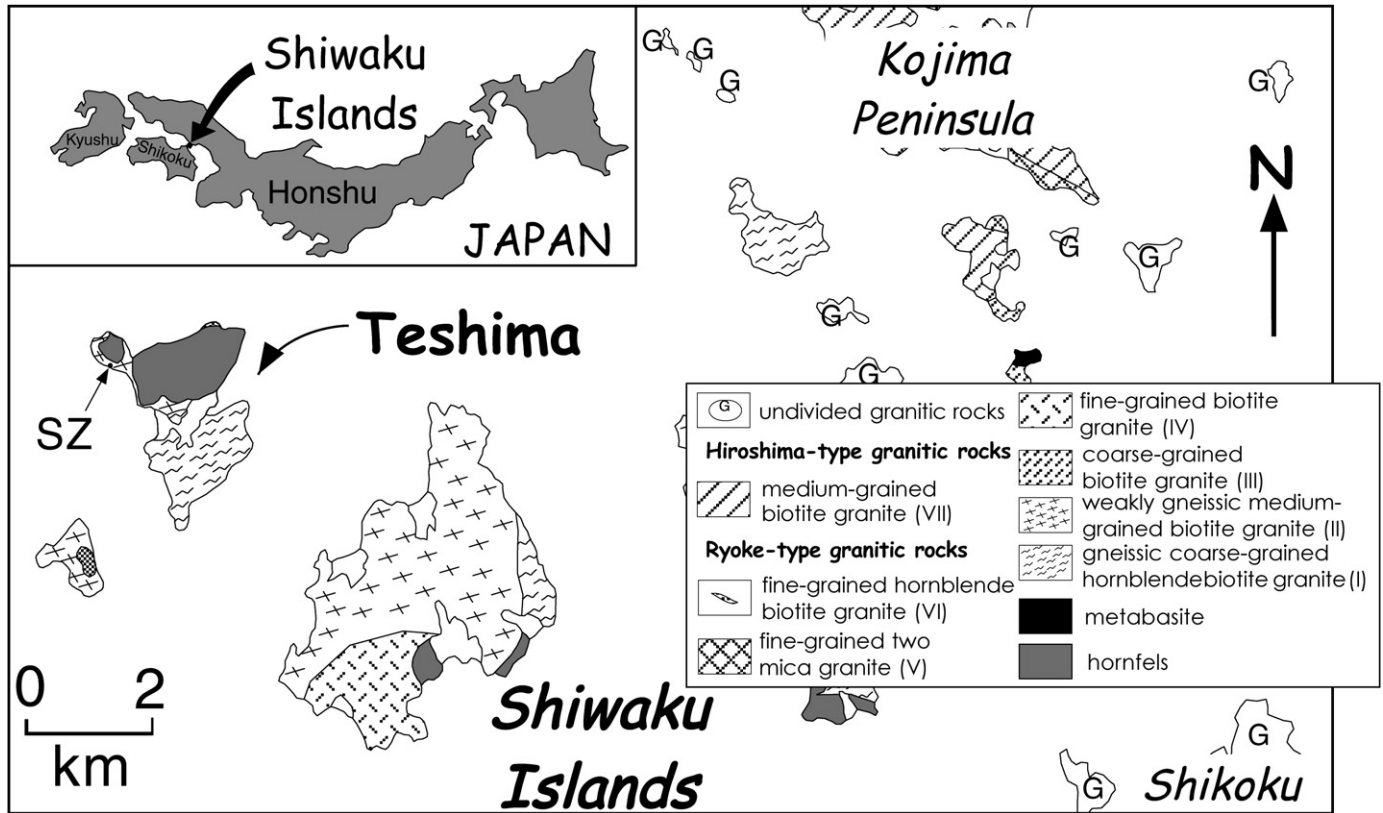 Shiwaku
Islands
Kyushu
Shikoku
Honshu
JAPAN
G
G
G
Kojima
Peninsula
G
N
G
G
G
G
Teshima
SZ
G
undivided granitic rocks
Hiroshima-type granitic rocks
medium-grained
biotite granite (VII)
Ryoke-type granitic rocks
fine-grained hornblende
biotite granite (VI)
fine-grained two
mica granite (V)
fine-grained biotite
granite (IV)
coarse-grained
biotite granite (III)
weakly gneissic medium-
grained biotite granite (II)
gneissic coarse-grained
hornblendebiotite granite (I)
metabasite
hornfels
0 2
km
Shiwaku
Islands
G
G
Shikoku